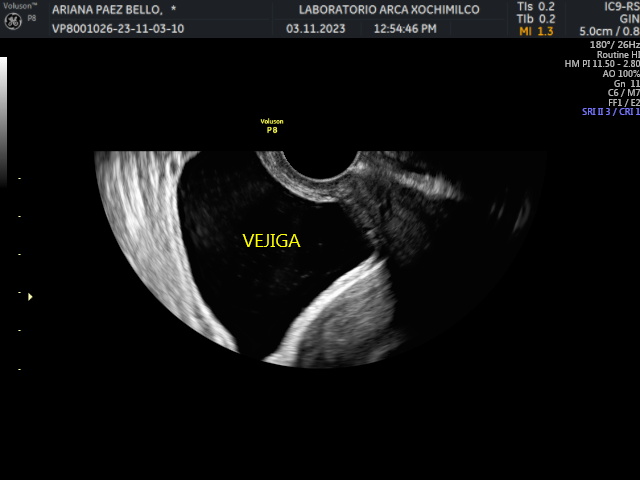 Voluson™
P8
ARIANA PAEZ BELLO, *
VP8001026-23-11-03-10
LABORATORIO ARCA XOCHIMILCO
03.11.2023 12:54:46 PM
TIs 0.2
Tib 0.2
MI 1.3
IC9-RS
GIN
5.0cm / 0.8
180°/ 26Hz
Routine HI
HM PI 11.50 - 2.80
AO 100%
Gn 11
C6 / M7
FF1 / E2
SRI II 3 / CRI 1
Voluson
P8
VEJIGA